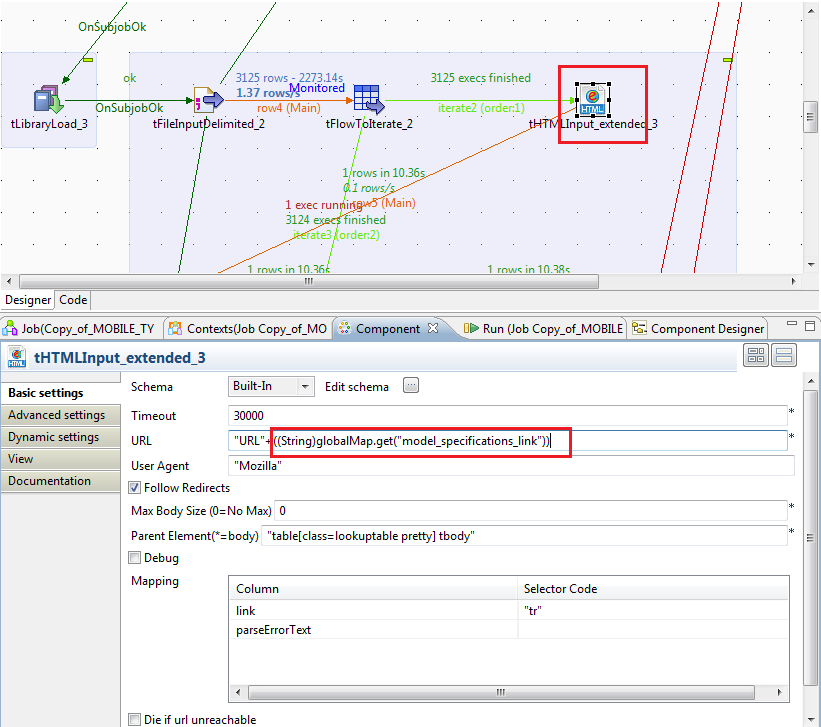 OnSubjobOk
ok
OnSubjobOk
3125 rows - 2273.14s
Monitored
1.37 rows/s
row4 (Main)
3125 execs finished
iterate2 (order:1)
tLibraryLoad_3
tFileInputDelimited_2
tFlowToIterate_2
tHTMLInput_extended_3
1 rows in 10.36s
0.1 rows/s
1 exec running
row5 (Main)
3124 execs finished
iterate3 (order:2)
1 rows in 10.36s
1 rows in 10.38s
Designer
Code
Job(Copy_of_MOBILE_TY
Contexts(Job Copy_of_MO
Component
Run (Job Copy_of_MOBILE
Component Designer
HTML
tHTMLInput_extended_3
Basic settings
Advanced settings
Dynamic settings
View
Documentation
Schema
Built-In
Edit schema
...
Timeout
30000
*
URL
"URL"+((String)globalMap.get("model_specifications_link"))
*
User Agent
"Mozilla"
Follow Redirects
Max Body Size (0=No Max)
0
*
Parent Element(*=body)
"table[class=lookuptable pretty] tbody"
*
Debug
Mapping
Column
Selector Code
link
"tr"
parseErrorText
Die if url unreachable